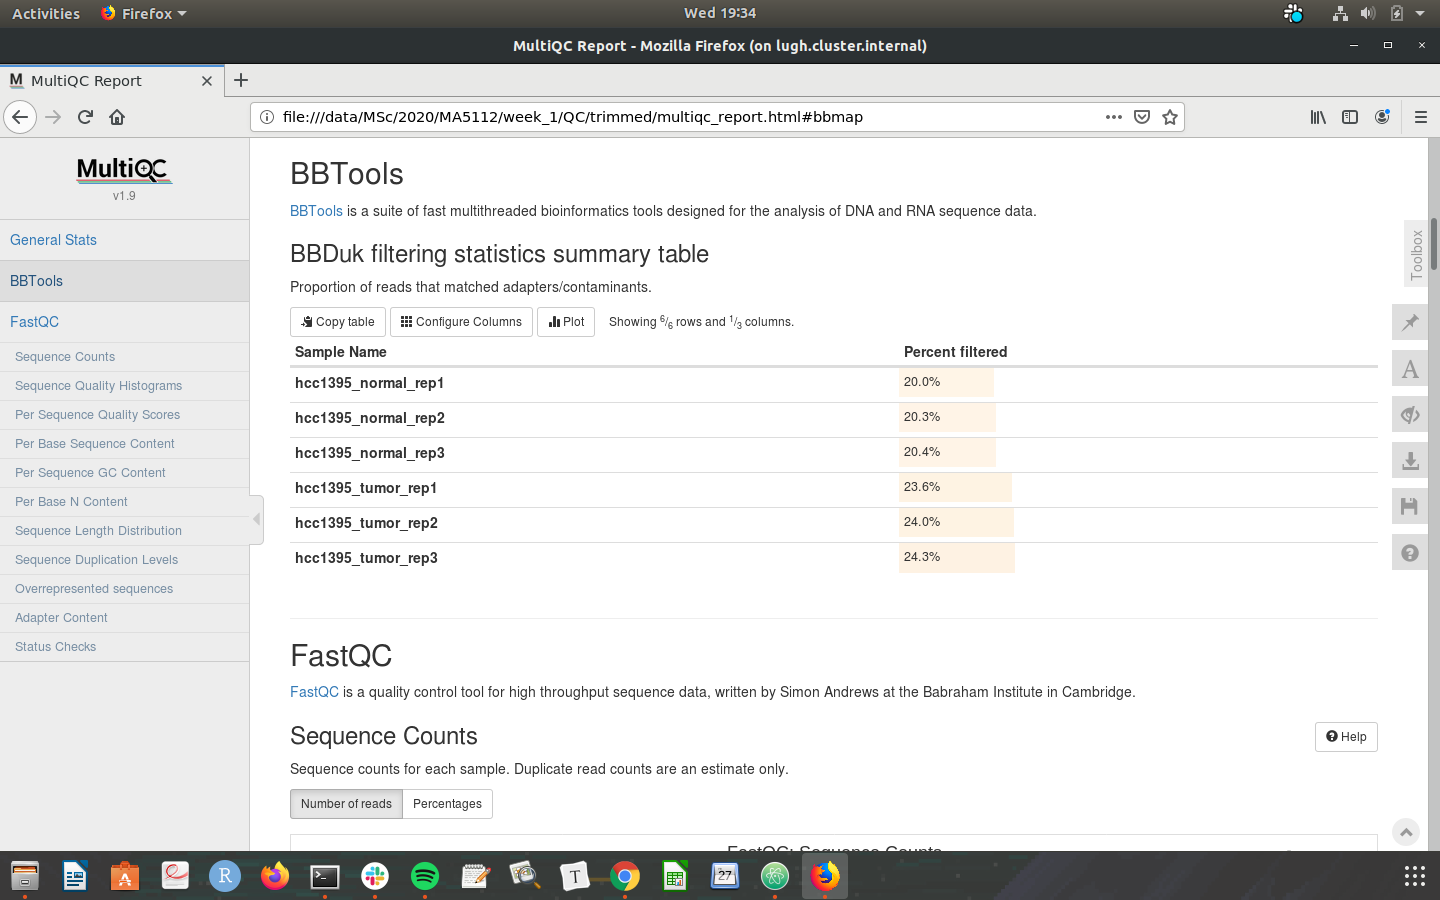 Activities
Firefox
Wed 19:34
MultiQC Report - Mozilla Firefox (on lugh.cluster.internal)
MultiQC Report
file:///data/MSc/2020/MA5112/week_1/QC/trimmed/multiqc_report.html#bbmap
MultiQC
v1.9
General Stats
BBTools
FastQC
Sequence Counts
Sequence Quality Histograms
Per Sequence Quality Scores
Per Base Sequence Content
Per Sequence GC Content
Per Base N Content
Sequence Length Distribution
Sequence Duplication Levels
Overrepresented sequences
Adapter Content
Status Checks
BBTools
BBTools is a suite of fast multithreaded bioinformatics tools designed for the analysis of DNA and RNA sequence data.
BBDuk filtering statistics summary table
Proportion of reads that matched adapters/contaminants.
Copy table Configure Columns Plot Showing 6/6 rows and 1/3 columns.
Sample Name Percent filtered
hcc1395_normal_rep1 20.0%
hcc1395_normal_rep2 20.3%
hcc1395_normal_rep3 20.4%
hcc1395_tumor_rep1 23.6%
hcc1395_tumor_rep2 24.0%
hcc1395_tumor_rep3 24.3%
FastQC
FastQC is a quality control tool for high throughput sequence data, written by Simon Andrews at the Babraham Institute in Cambridge.
Sequence Counts
Help
Sequence counts for each sample. Duplicate read counts are an estimate only.
Number of reads Percentages
FastQC: Sequence Counts
Toolbox
A
R
T
27